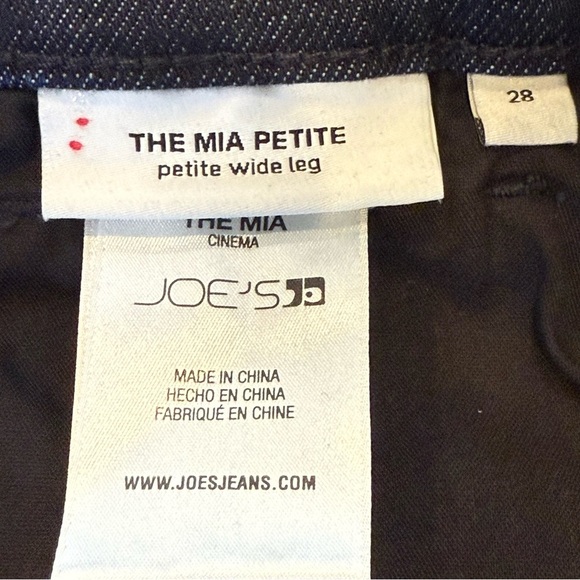 THE MIA PETITE
petite wide leg
28
THE MIA
CINEMA
JOE'S
MADE IN CHINA
HECHO EN CHINA
FABRIQUÉ EN CHINE
WWW.JOESJEANS.COM